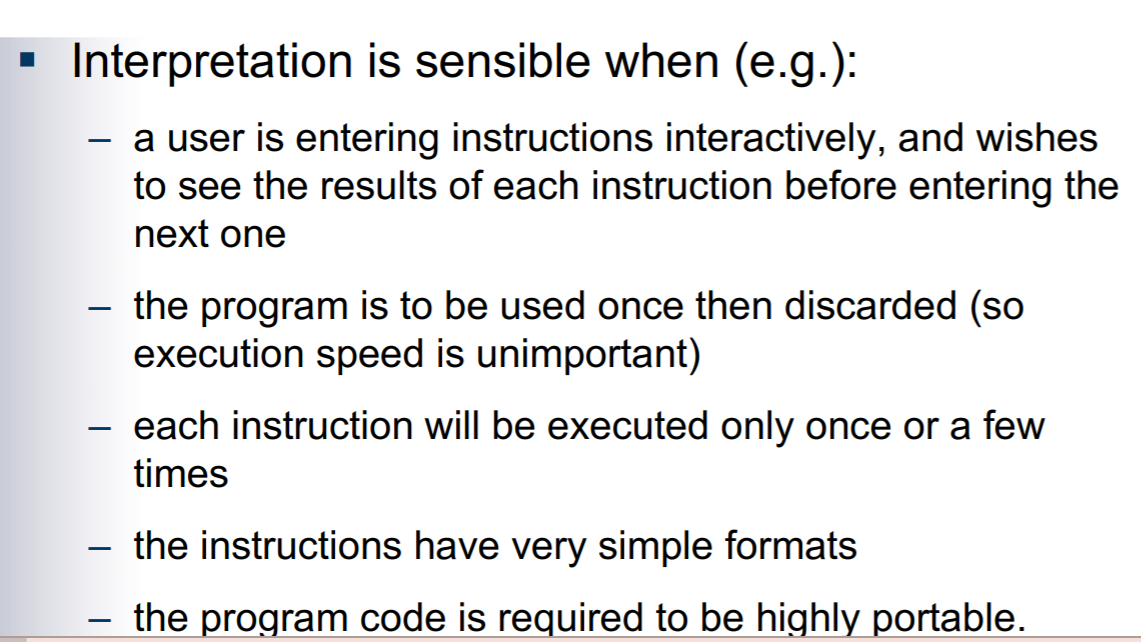 ▪ Interpretation is sensible when (e.g.):
– a user is entering instructions interactively, and wishes
to see the results of each instruction before entering the
next one
– the program is to be used once then discarded (so
execution speed is unimportant)
– each instruction will be executed only once or a few
times
– the instructions have very simple formats
– the program code is required to be highly portable.